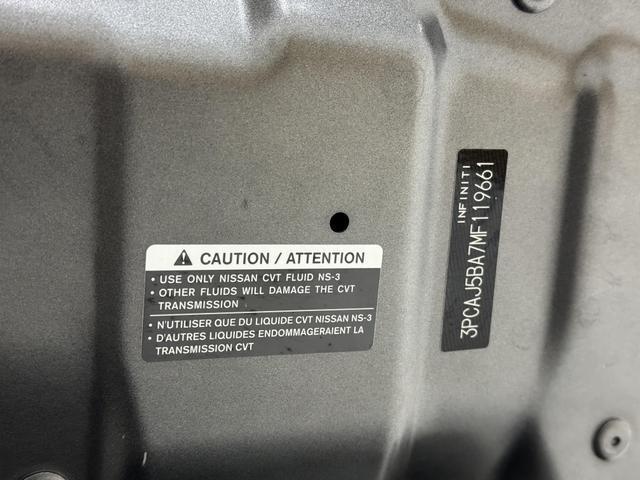 CAUTION / ATTENTION
• USE ONLY NISSAN CVT FLUID NS-3
• OTHER FLUIDS WILL DAMAGE THE CVT
TRANSMISSION
• N'UTILISER QUE DU LIQUIDE CVT NISSAN NS-3
• D'AUTRES LIQUIDES ENDOMMAGERAIENT LA
TRANSMISSION CVT
INFINITI
3PCAJ5BA7MF119661